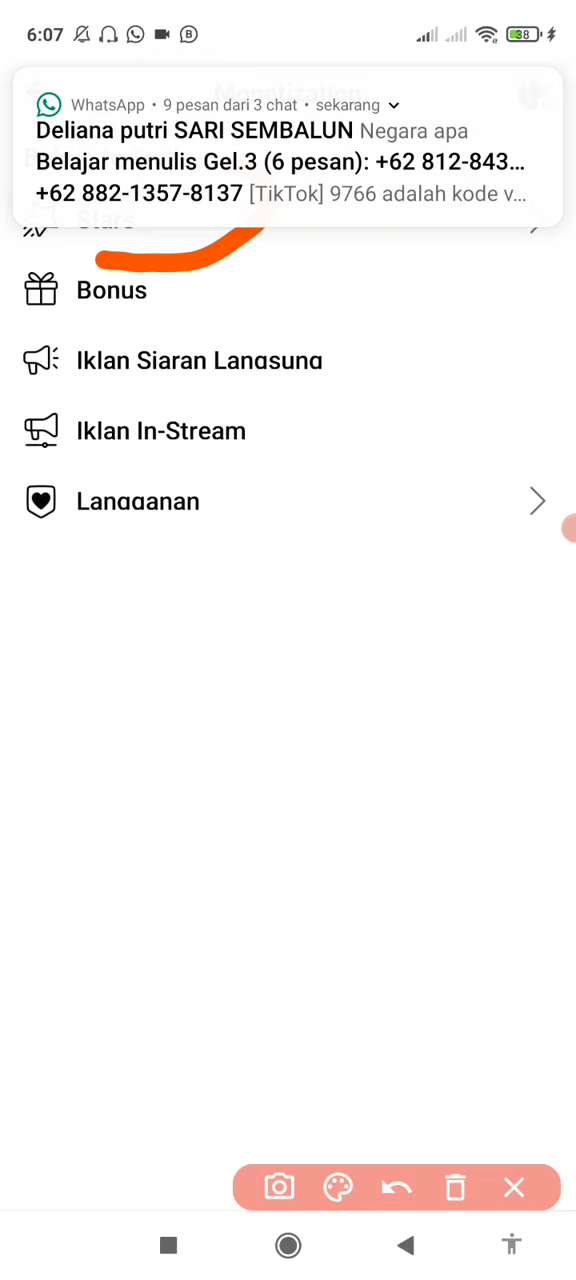 6:07
38
WhatsApp • 9 pesan dari 3 chat • sekarang
Deliana putri SARI SEMBALUN Negara apa
Belajar menulis Gel.3 (6 pesan): +62 812-843...
+62 882-1357-8137 [TikTok] 9766 adalah kode v...
Stars
Bonus
Iklan Siaran Langsung
Iklan In-Stream
Langganan